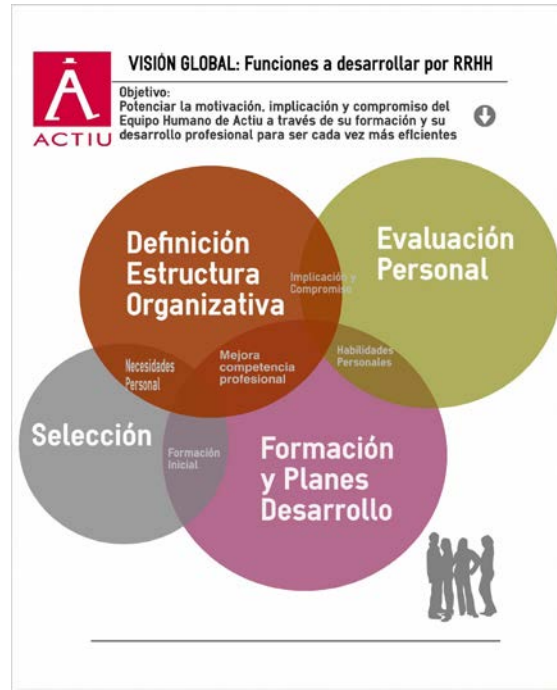 VISIÓN GLOBAL: Funciones a desarrollar por RRHH
ACTIU
Objetivo:
Potenciar la motivación, implicación y compromiso del
Equipo Humano de Actiu a través de su formación y su
desarrollo profesional para ser cada vez más eficientes
Definición
Estructura
Organizativa
Evaluación
Personal
Implicación y
Compromiso
Necesidades
Personal
Mejora
competencia
profesional
Habilidades
Personales
Selección
Formación
Inicial
Formación
y Planes
Desarrollo